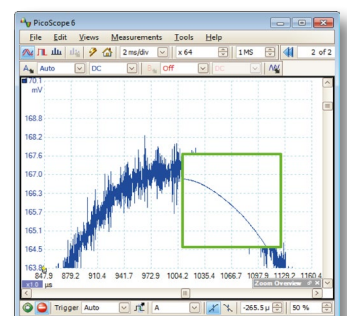 PicoScope 6
File Edit Views Measurements Tools Help
2 ms/div x 64 1 MS 2 of 2
A Auto DC Off DC
70.1
mV
168.8
168.2
167.6
167.0
166.3
165.7
165.1
164.5
163.8
847.9 879.2 910.4 941.7 972.9 1004.2 1035.4 1066.7 1097.9 1129.2 1160.4
x1.0 µs
Zoom Overview
Trigger Auto A -265.5 µ 50 %